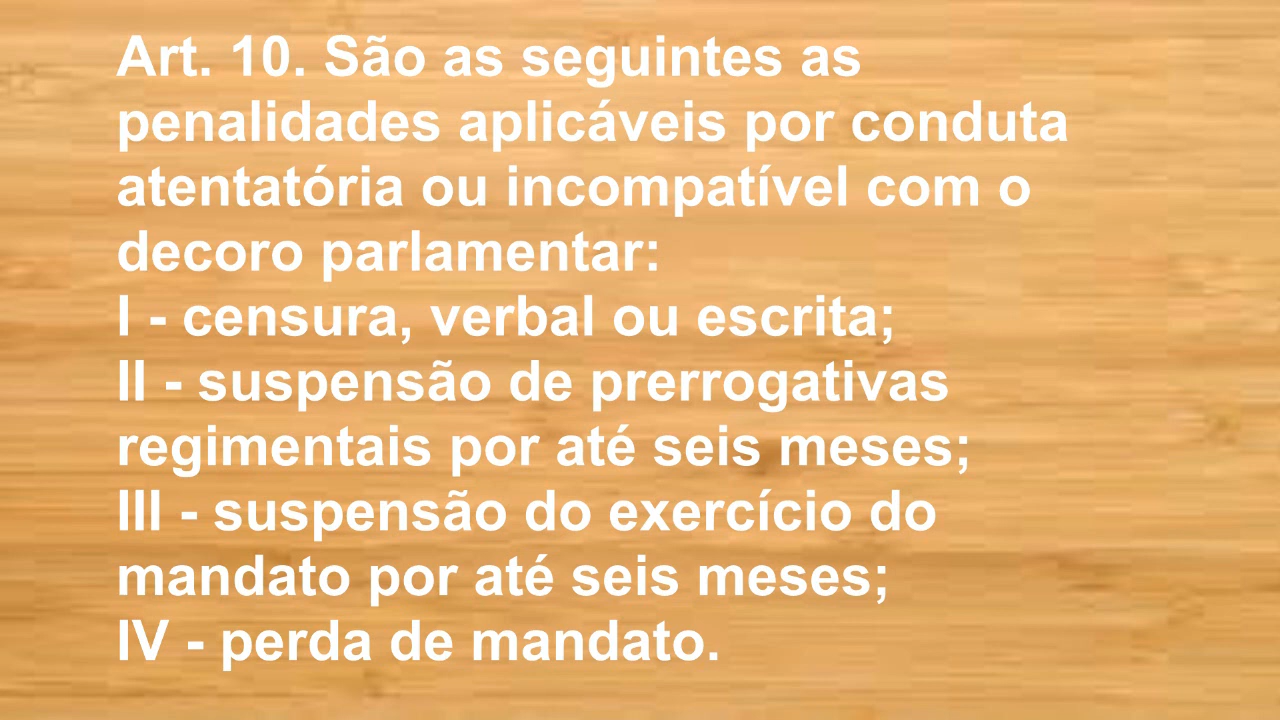 Art. 10. São as seguintes as
penalidades aplicáveis por conduta
atentatória ou incompatível com o
decoro parlamentar:
I - censura, verbal ou escrita;
II - suspensão de prerrogativas
regimentais por até seis meses;
III - suspensão do exercício do
mandato por até seis meses;
IV - perda de mandato.